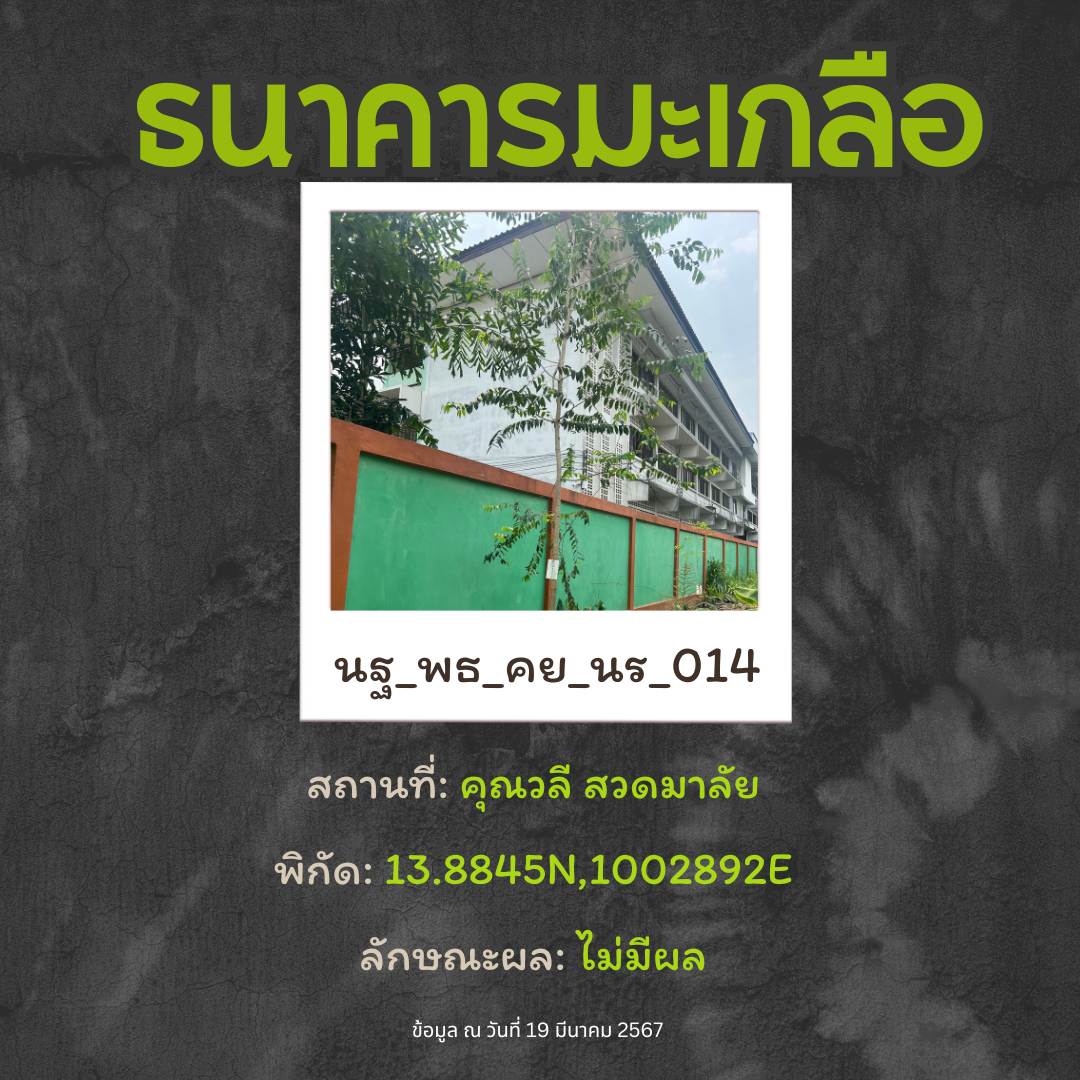 ธนาคารมะเกลือ
นฐ_พธ_คย_นร_014
สถานที่: คุณวลี สวดมาลัย
พิกัด: 13.8845N,1002892E
ลักษณะผล: ไม่มีผล
ข้อมูล ณ วันที่ 19 มีนาคม 2567